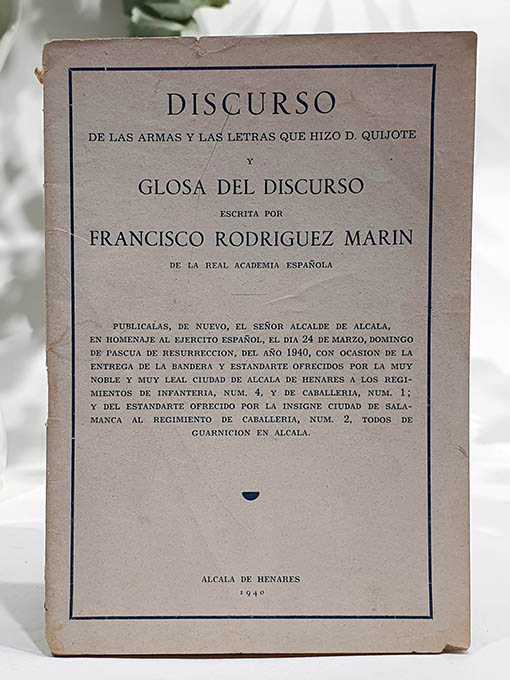 DISCURSO
DE LAS ARMAS Y LAS LETRAS QUE HIZO D. QUIJOTE
Y
GLOSA DEL DISCURSO
ESCRITA POR
FRANCISCO RODRIGUEZ MARIN
DE LA REAL ACADEMIA ESPAÑOLA
PUBLICALAS, DE NUEVO, EL SEÑOR ALCALDE DE ALCALA,
EN HOMENAJE AL EJERCITO ESPAÑOL, EL DIA 24 DE MARZO, DOMINGO
DE PASCUA DE RESURRECCION, DEL AÑO 1940, CON OCASION DE LA
ENTREGA DE LA BANDERA Y ESTANDARTE OFRECIDOS POR LA MUY
NOBLE Y MUY LEAL CIUDAD DE ALCALA DE HENARES A LOS REGI-
MIENTOS DE INFANTERIA, NUM. 4, Y DE CABALLERIA, NUM. 1;
Y DEL ESTANDARTE OFRECIDO POR LA INSIGNE CIUDAD DE SALA-
MANCA AL REGIMIENTO DE CABALLERIA, NUM. 2, TODOS DE
GUARNICION EN ALCALA.
ALCALA DE HENARES
1940